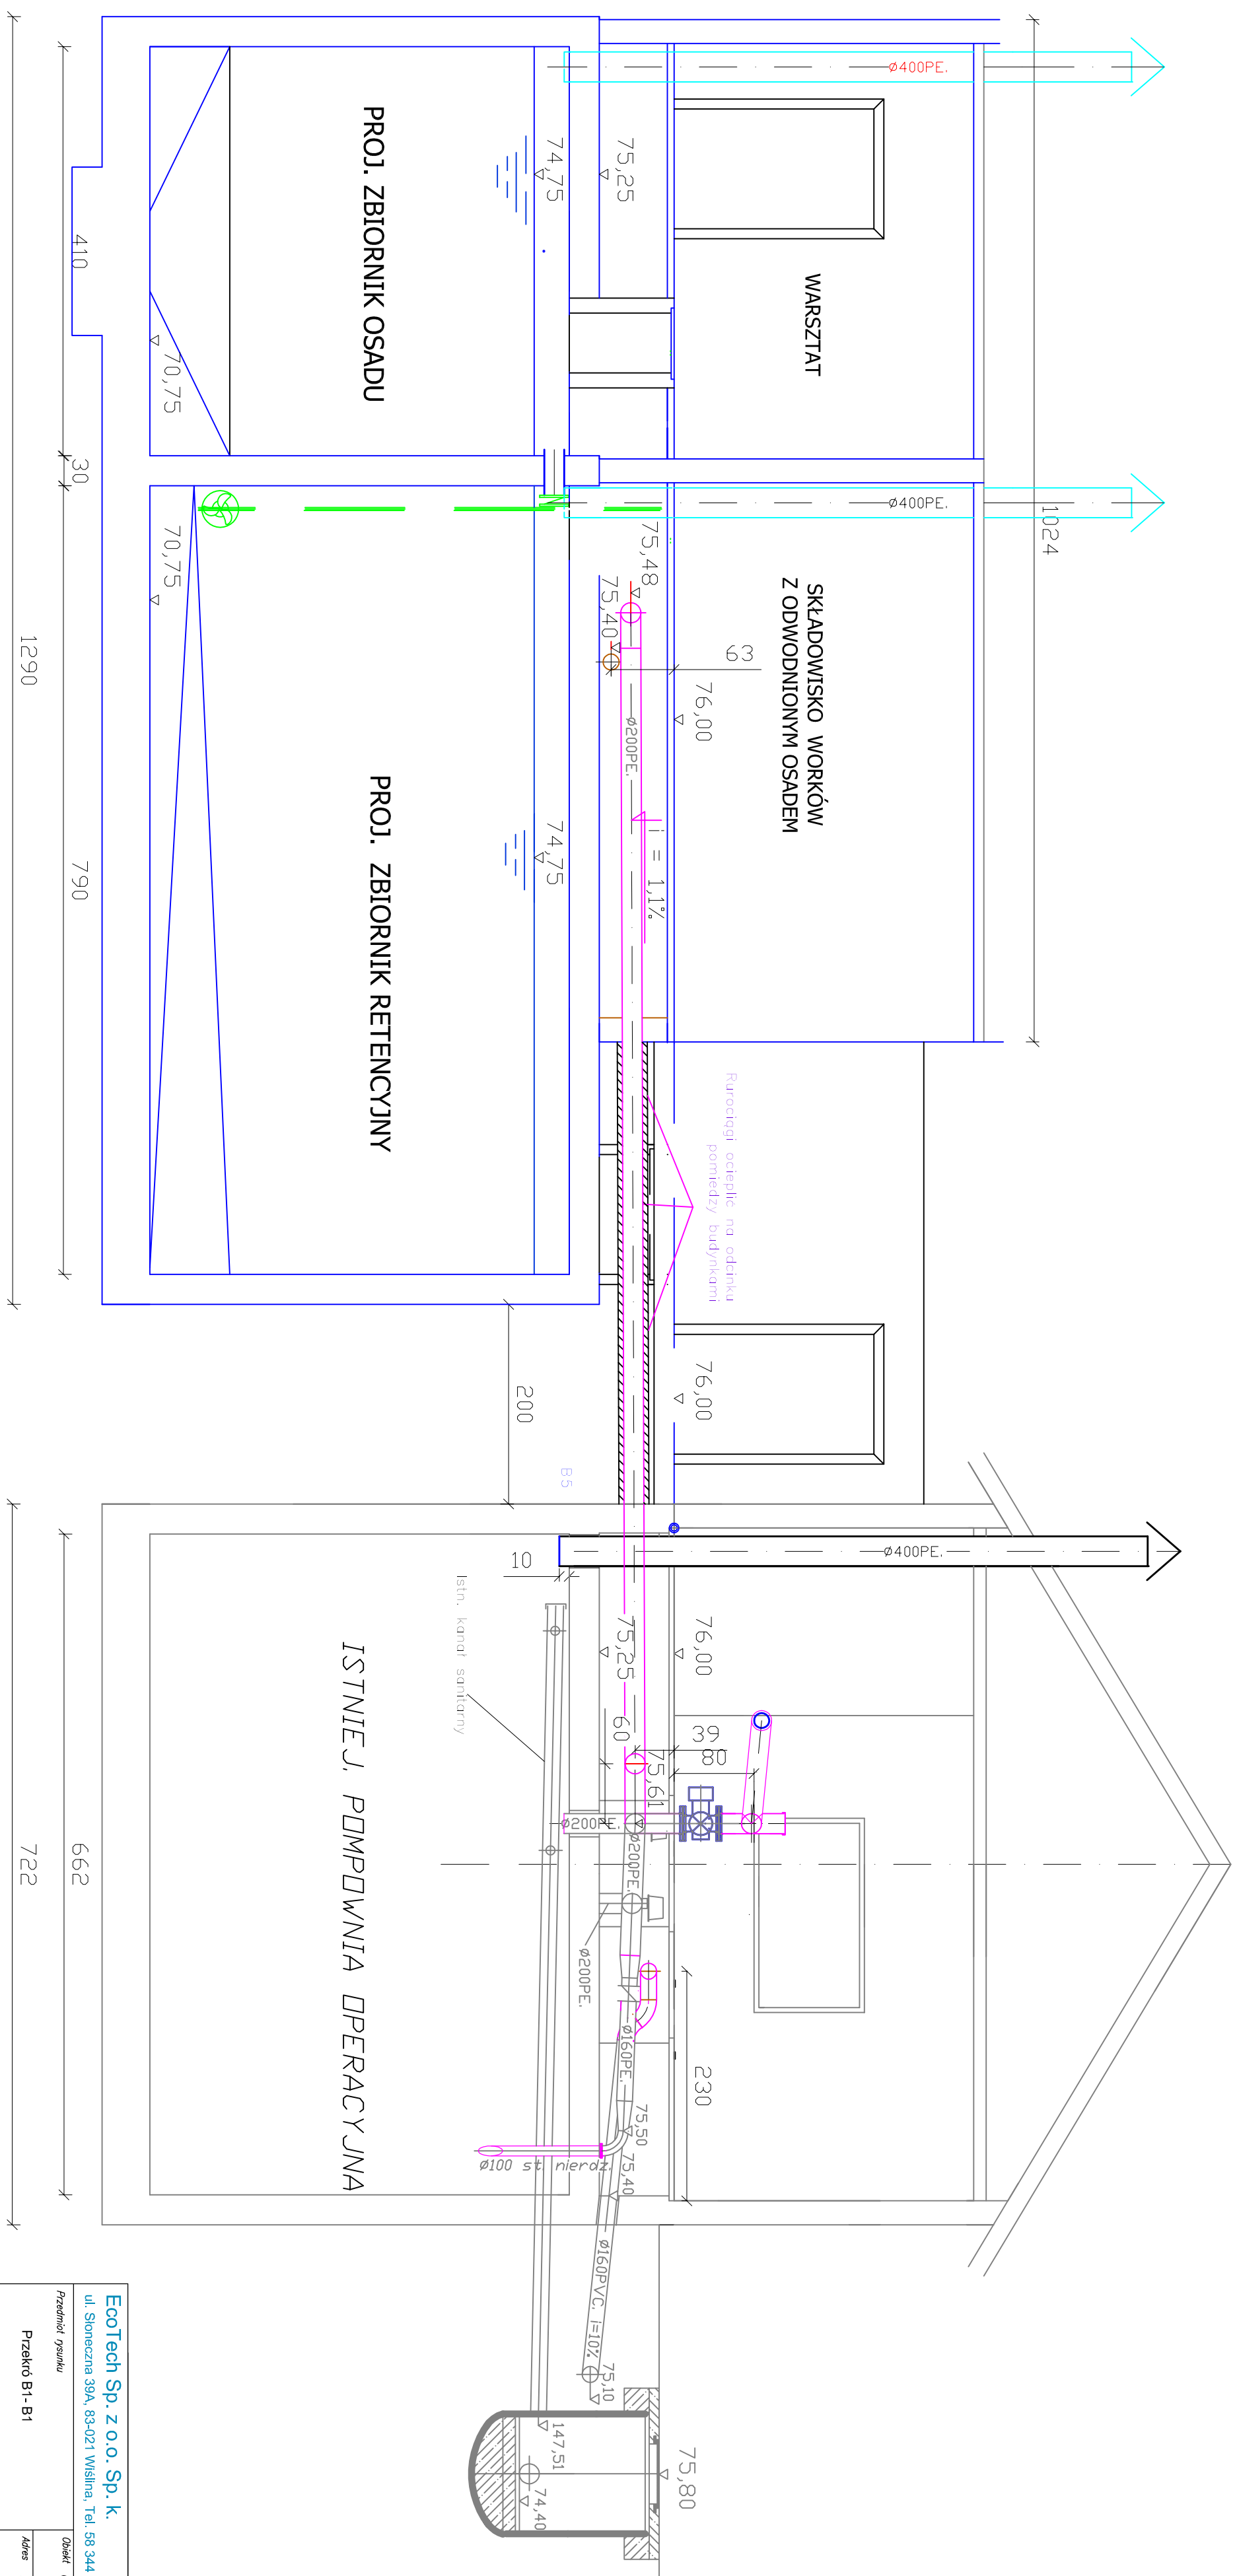 Ø400PE.
Ø400PE.
1024
WARSZTAT
SKŁADOWISKO WORKÓW
Z ODWODNIONYM OSADEM
75,25
74,75
75,48
75,40
63
76,00
Ø200PE.
i = 1,1%
74,75
PROJ. ZBIORNIK OSADU
PROJ. ZBIORNIK RETENCYJNY
70,75
70,75
410
30
790
1290
Rurociągi ocieplić na odcinku
pomiedzy budynkami
76,00
200
B5
Ø400PE.
10
76,00
75,25
60
39
80
75,61
Ø200PE.
Ø200PE.
Ø200PE.
Ø160PE.
230
75,50
75,40
Ø100 st. nierdz.
Ø160PVC. i=10%
75,10
Istn. kanał sanitarny
ISTNIEJ. POMPOWNIA OPERACYJNA
147,51
74,40
75,80
662
722
EcoTech Sp. z o.o. Sp. k.
ul. Słoneczna 39A, 83-021 Wiślina, Tel. 58 344
Przedmiot rysunku
Przekró B1- B1
Obiekt
Adres